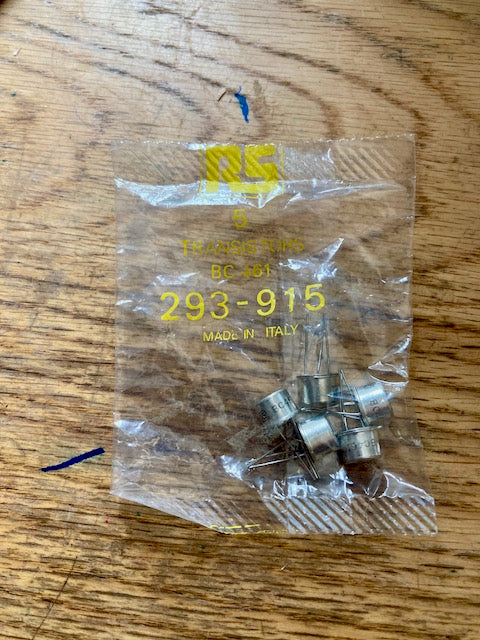 RS
5
TRANSISTORS
BC 461
293-915
MADE IN ITALY